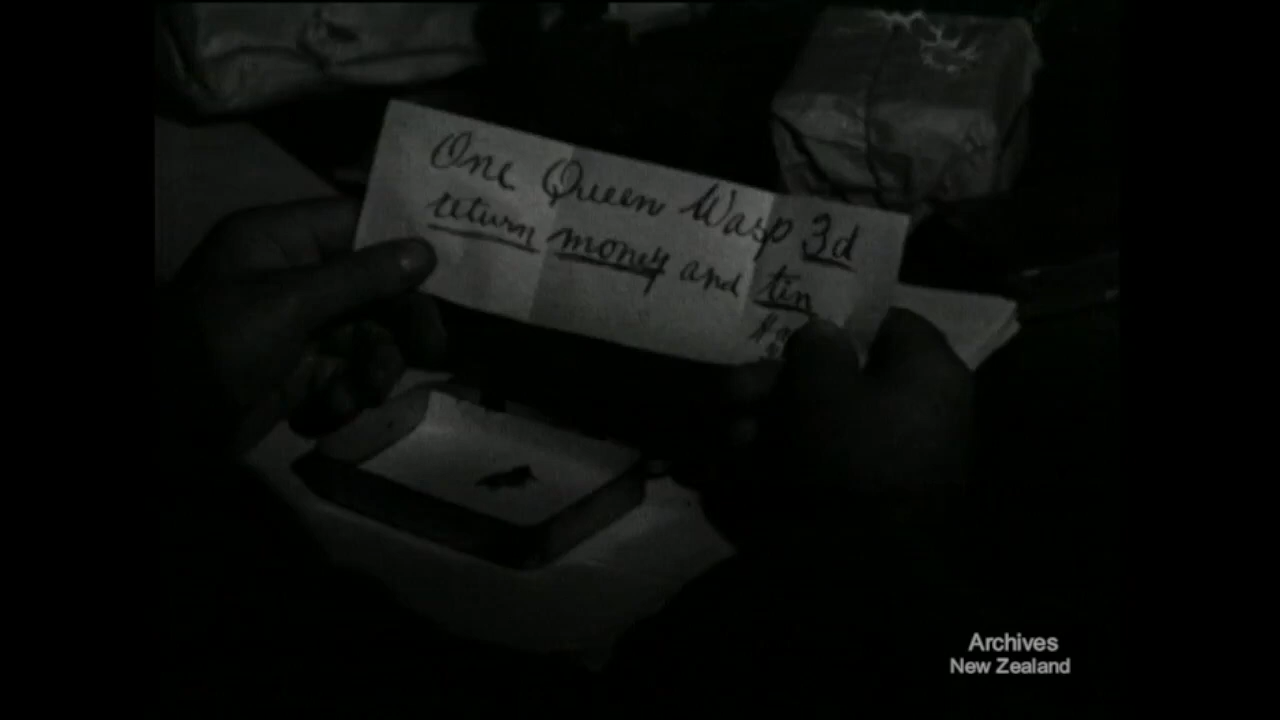 One Queen Wasp 3d
return money and tin
Archives
New Zealand